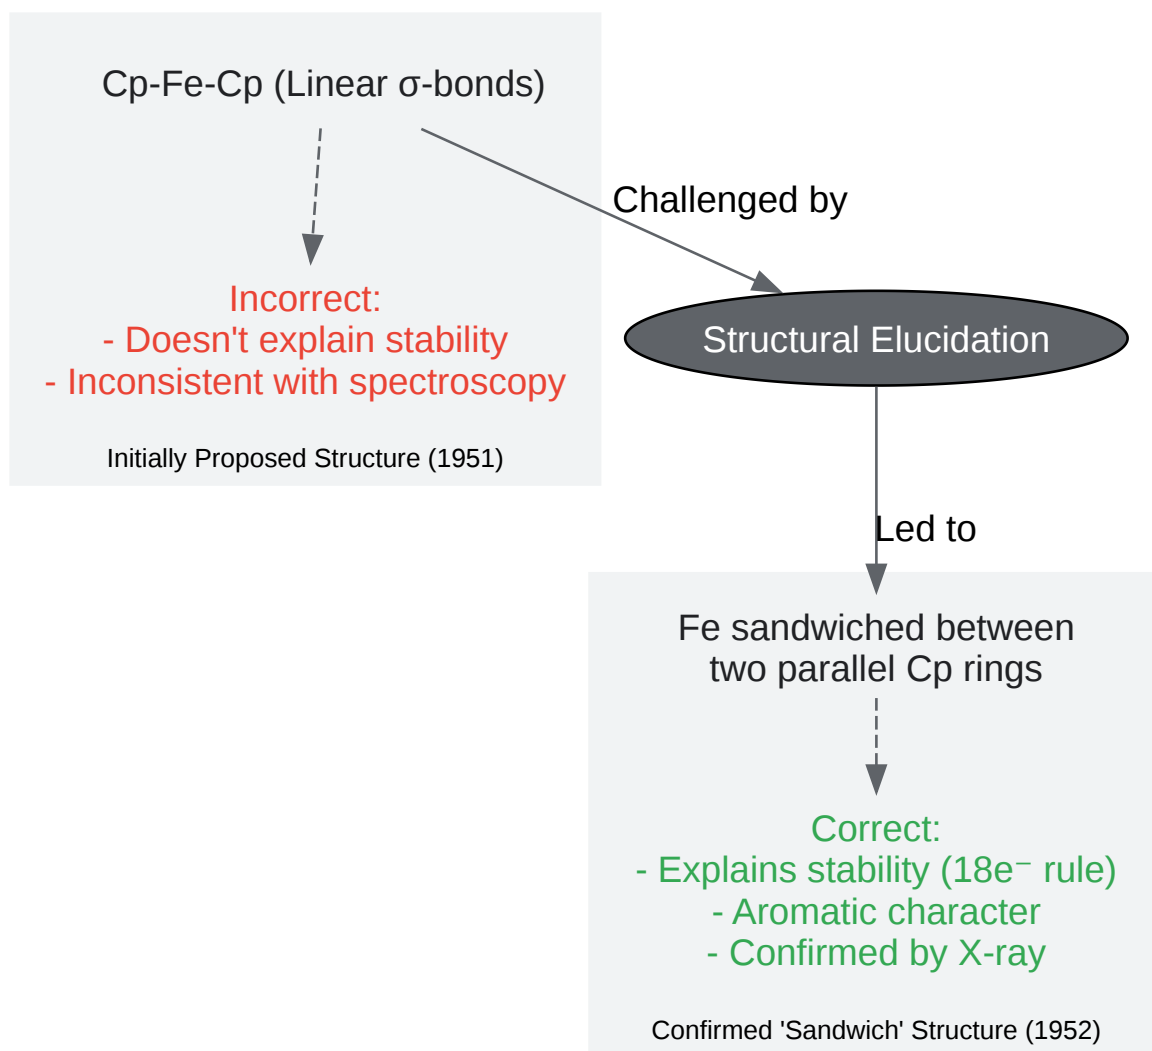 Cp-Fe-Cp (Linear σ-bonds)
Challenged by
Incorrect:
- Doesn't explain stability
- Inconsistent with spectroscopy
Initially Proposed Structure (1951)
Structural Elucidation
Led to
Fe sandwiched between
two parallel Cp rings
Correct:
- Explains stability (18e⁻ rule)
- Aromatic character
- Confirmed by X-ray
Confirmed 'Sandwich' Structure (1952)